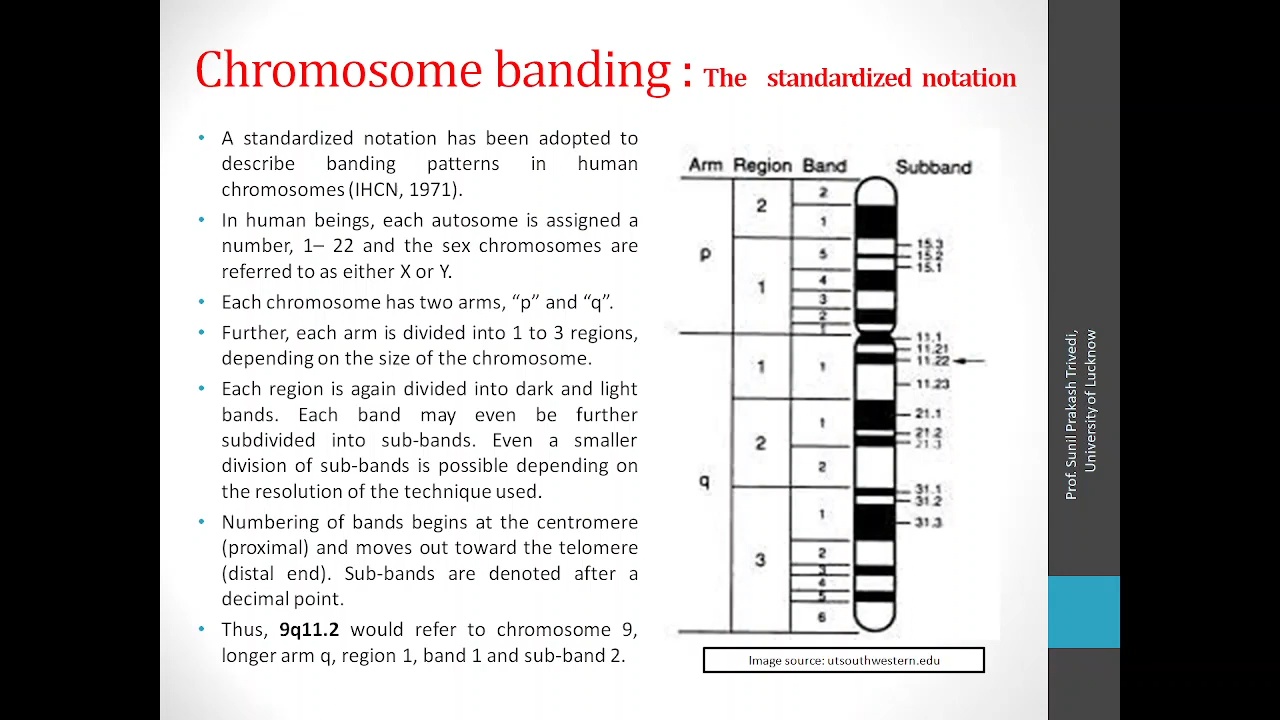 Chromosome banding : The standardized notation
• A standardized notation has been adopted to
describe banding patterns in human
chromosomes (IHCN, 1971).
• In human beings, each autosome is assigned a
number, 1– 22 and the sex chromosomes are
referred to as either X or Y.
• Each chromosome has two arms, “p” and “q”.
• Further, each arm is divided into 1 to 3 regions,
depending on the size of the chromosome.
• Each region is again divided into dark and light
bands. Each band may even be further
subdivided into sub-bands. Even a smaller
division of sub-bands is possible depending on
the resolution of the technique used.
• Numbering of bands begins at the centromere
(proximal) and moves out toward the telomere
(distal end). Sub-bands are denoted after a
decimal point.
• Thus, 9q11.2 would refer to chromosome 9,
longer arm q, region 1, band 1 and sub-band 2.
Arm Region Band Subband
2
2
1
p
5
15.3
15.2
15.1
1
4
3
2
1
11.1
11.21
1
1
11.22
11.23
1
21.1
21.2
21.3
2
2
q
31.1
31.2
1
31.3
3
2
3
4
5
6
Image source: utsouthwestern.edu
Prof. Sunil Prakash Trivedi,
University of Lucknow